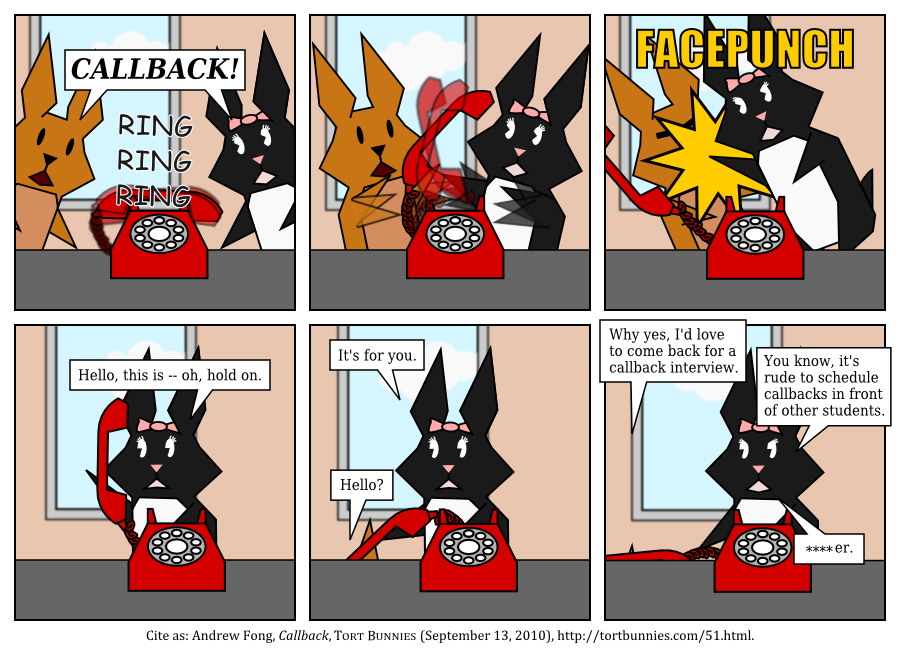 CALLBACK!
RING
RING
RING
FACEPUNCH
Hello, this is -- oh, hold on.
It's for you.
Hello?
Why yes, I'd love
to come back for a
callback interview.
You know, it's
rude to schedule
callbacks in front
of other students.
****er.
Cite as: Andrew Fong, Callback, Tort Bunnies (September 13, 2010), http://tortbunnies.com/51.html.